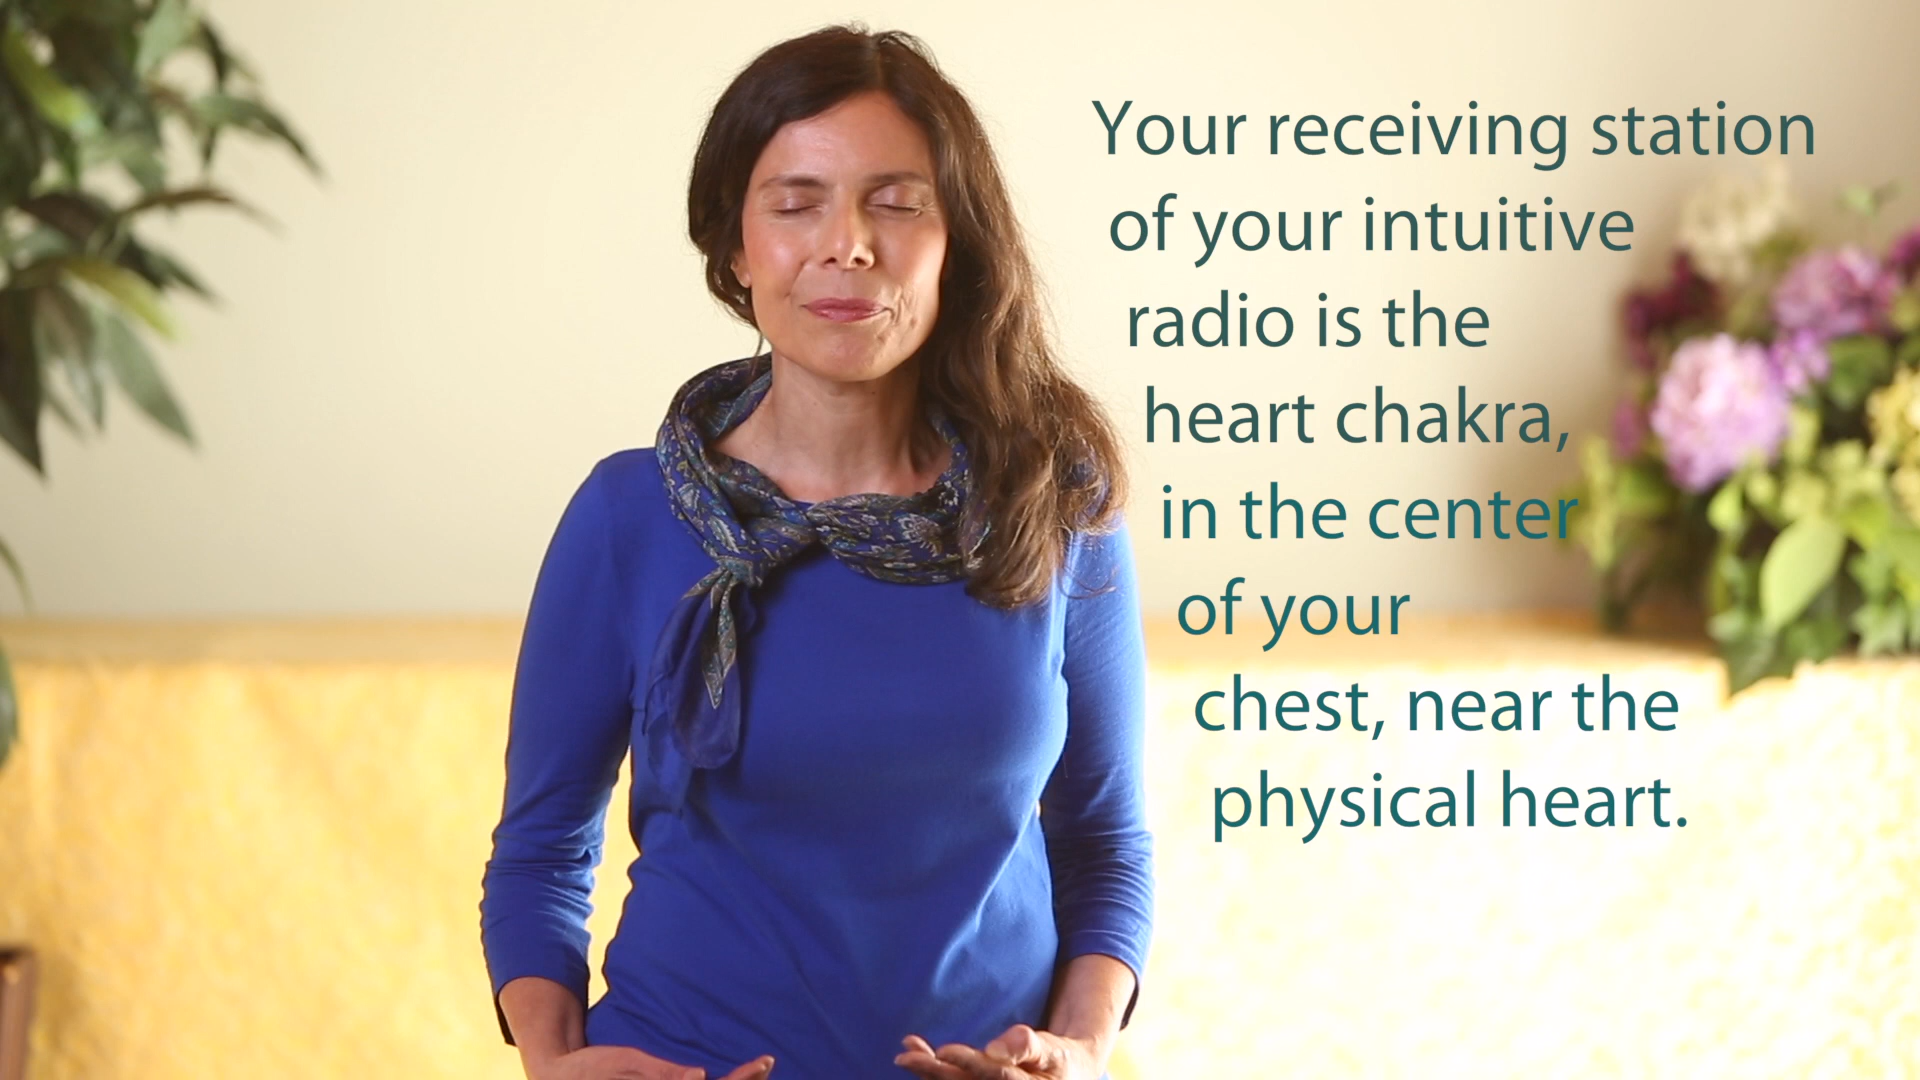 Your receiving station
of your intuitive
radio is the
heart chakra,
in the center
of your
chest, near the
physical heart.